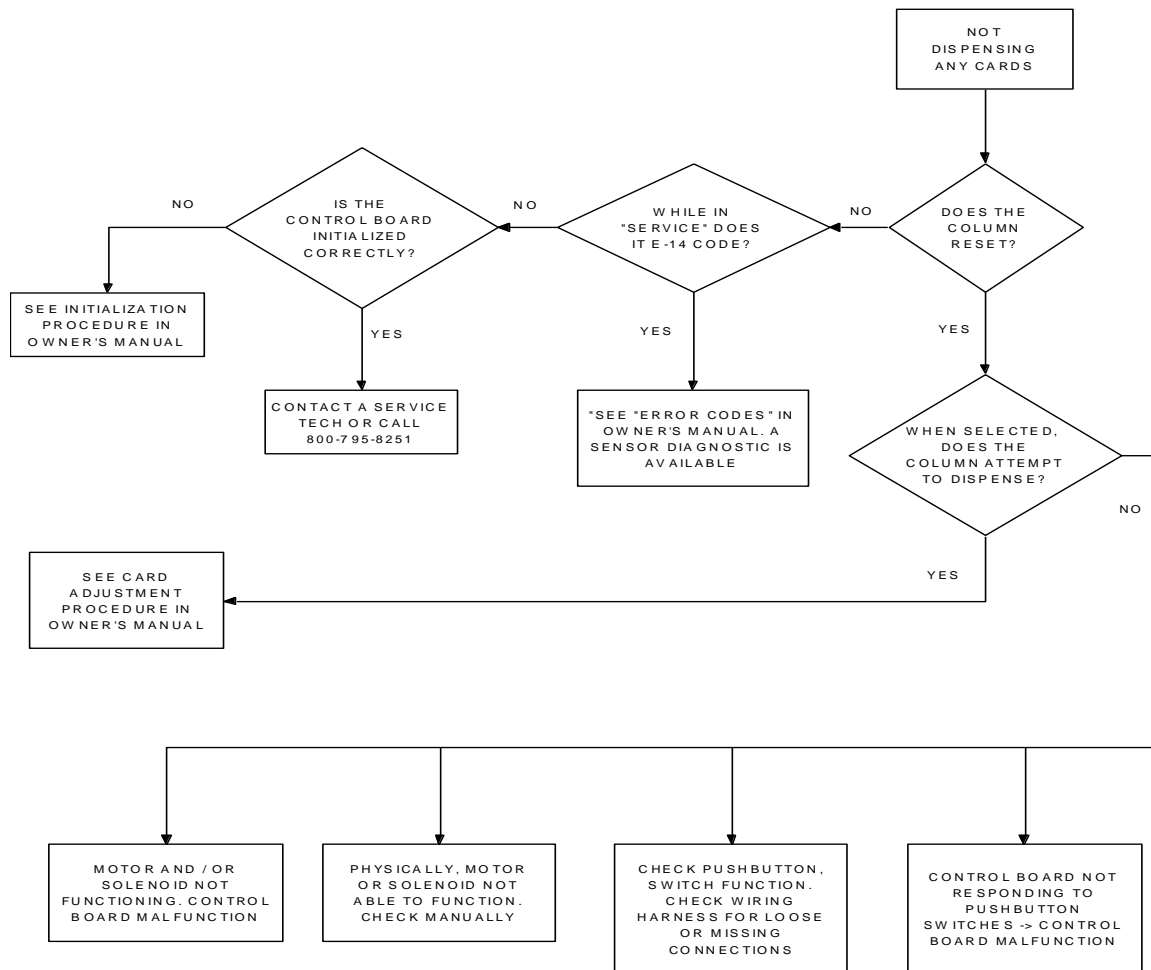 NOT
DISPENSING
ANY CARDS
IS THE
CONTROL BOARD
INITIALIZED
CORRECTLY?
NO
WHILE IN
"SERVICE" DOES
IT E-14 CODE?
NO
DOES THE
COLUMN
RESET?
NO
SEE INITIALIZATION
PROCEDURE IN
OWNER'S MANUAL
YES
YES
YES
CONTACT A SERVICE
TECH OR CALL
800-795-8251
"SEE "ERROR CODES" IN
OWNER'S MANUAL. A
SENSOR DIAGNOSTIC IS
AVAILABLE
WHEN SELECTED,
DOES THE
COLUMN ATTEMPT
TO DISPENSE?
NO
YES
SEE CARD
ADJUSTMENT
PROCEDURE IN
OWNER'S MANUAL
MOTOR AND / OR
SOLENOID NOT
FUNCTIONING. CONTROL
BOARD MALFUNCTION
PHYSICALLY, MOTOR
OR SOLENOID NOT
ABLE TO FUNCTION.
CHECK MANUALLY
CHECK PUSHBUTTON,
SWITCH FUNCTION.
CHECK WIRING
HARNESS FOR LOOSE
OR MISSING
CONNECTIONS
CONTROL BOARD NOT
RESPONDING TO
PUSHBUTTON
SWITCHES -> CONTROL
BOARD MALFUNCTION